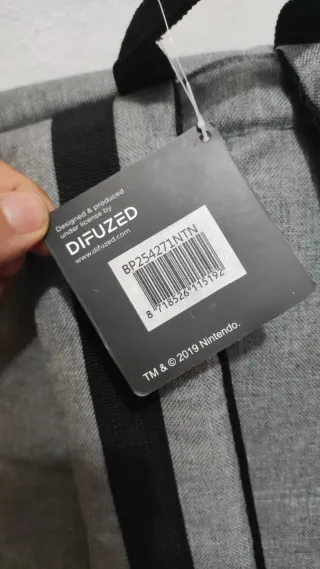 Designed & produced
under license by
DIFUZED
www.difuzed.com
BP254271NTN
8 718526 115192
TM & © 2019 Nintendo.